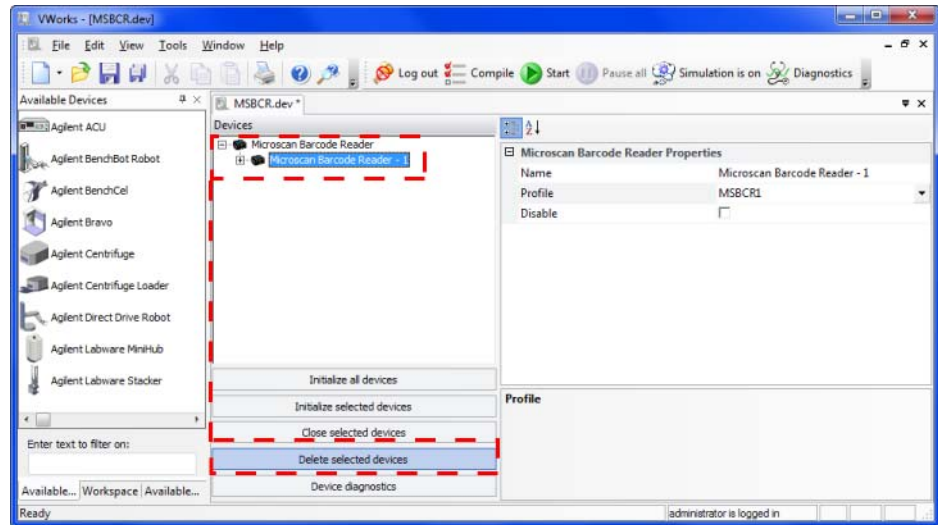 VWorks - [MSBCR.dev]
File Edit View Tools Window Help
Log out Compile Start Pause all Simulation is on Diagnostics
Available Devices
Agilent ACU
Agilent BenchBot Robot
Agilent BenchCel
Agilent Bravo
Agilent Centrifuge
Agilent Centrifuge Loader
Agilent Direct Drive Robot
Agilent Labware MiniHub
Agilent Labware Stacker
Enter text to filter on:
Available... Workspace Available...
MSBCR.dev *
Devices
Microscan Barcode Reader
Microscan Barcode Reader - 1
Initialize all devices
Initialize selected devices
Close selected devices
Delete selected devices
Device diagnostics
Microscan Barcode Reader Properties
Name Microscan Barcode Reader - 1
Profile MSBCR1
Disable
Profile
Ready administrator is logged in